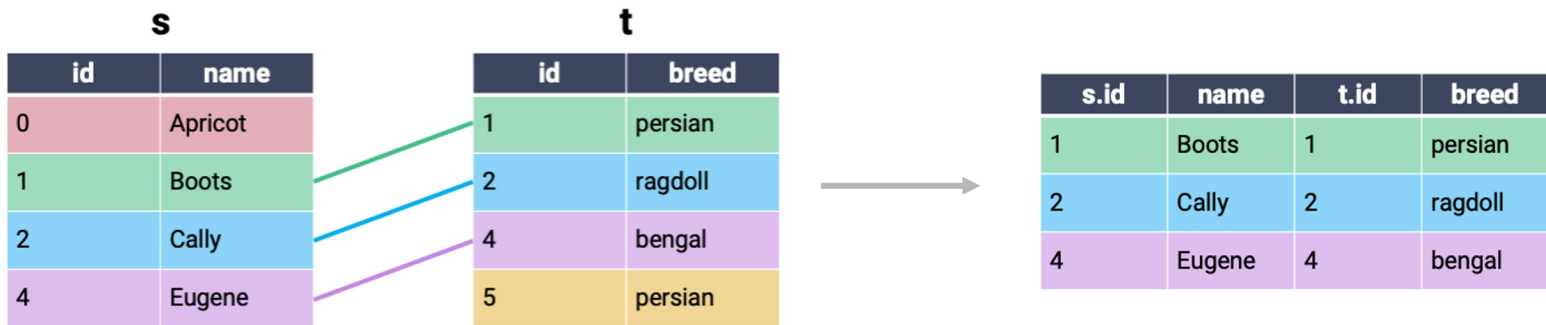 s
id name
0 Apricot
1 Boots
2 Cally
4 Eugene
t
id breed
1 persian
2 ragdoll
4 bengal
5 persian
s.id name t.id breed
1 Boots 1 persian
2 Cally 2 ragdoll
4 Eugene 4 bengal